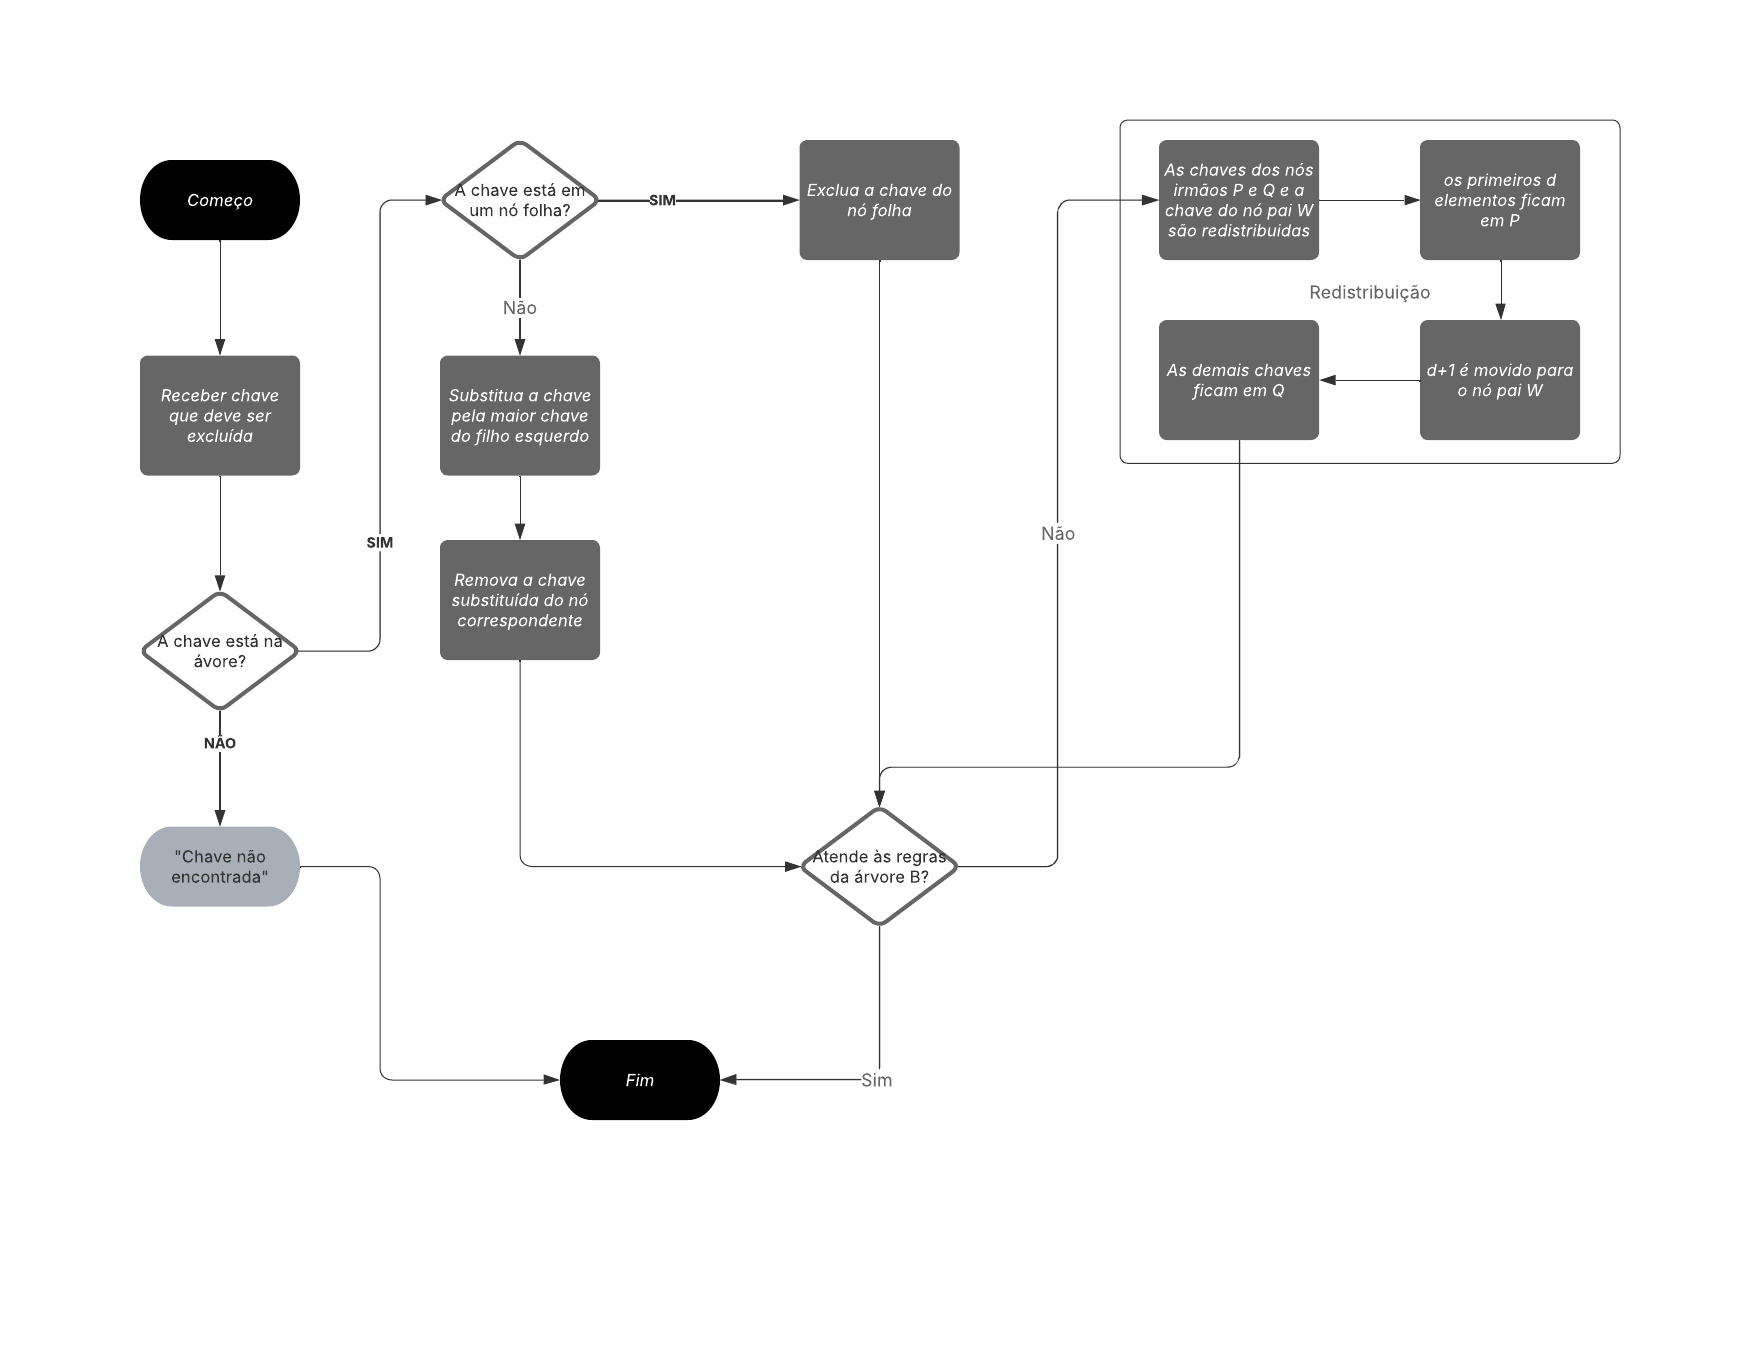 Começo
Receber chave
que deve ser
excluída
A chave está na
ávore?
NÃO
"Chave não
encontrada"
SIM
A chave está em
um nó folha?
SIM
Não
Substitua a chave
pela maior chave
do filho esquerdo
Remova a chave
substituída do nó
correspondente
Exclua a chave do
nó folha
Atende às regras
da árvore B?
Não
Sim
Fim
As chaves dos nós
irmãos P e Q e a
chave do nó pai W
são redistribuidas
os primeiros d
elementos ficam
em P
Redistribuição
d+1 é movido para
o nó pai W
As demais chaves
ficam em Q